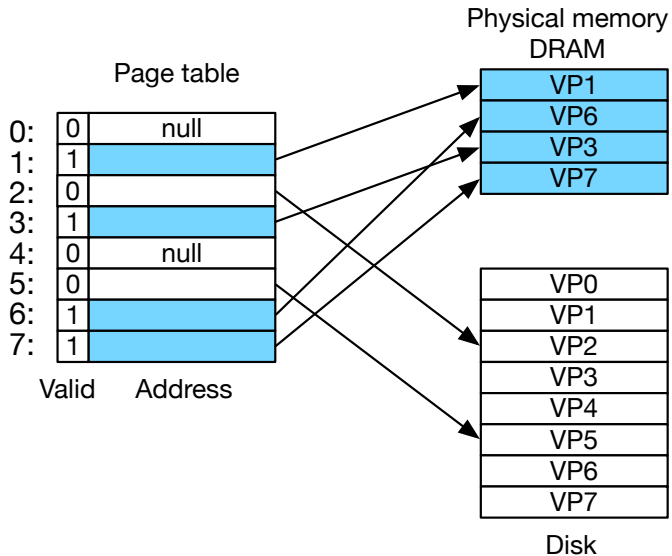 Physical memory
DRAM
Page table
0: 0 null
1: 1
2: 0
3: 1
4: 0 null
5: 0
6: 1
7: 1
Valid Address
VP1
VP6
VP3
VP7
VP0
VP1
VP2
VP3
VP4
VP5
VP6
VP7
Disk